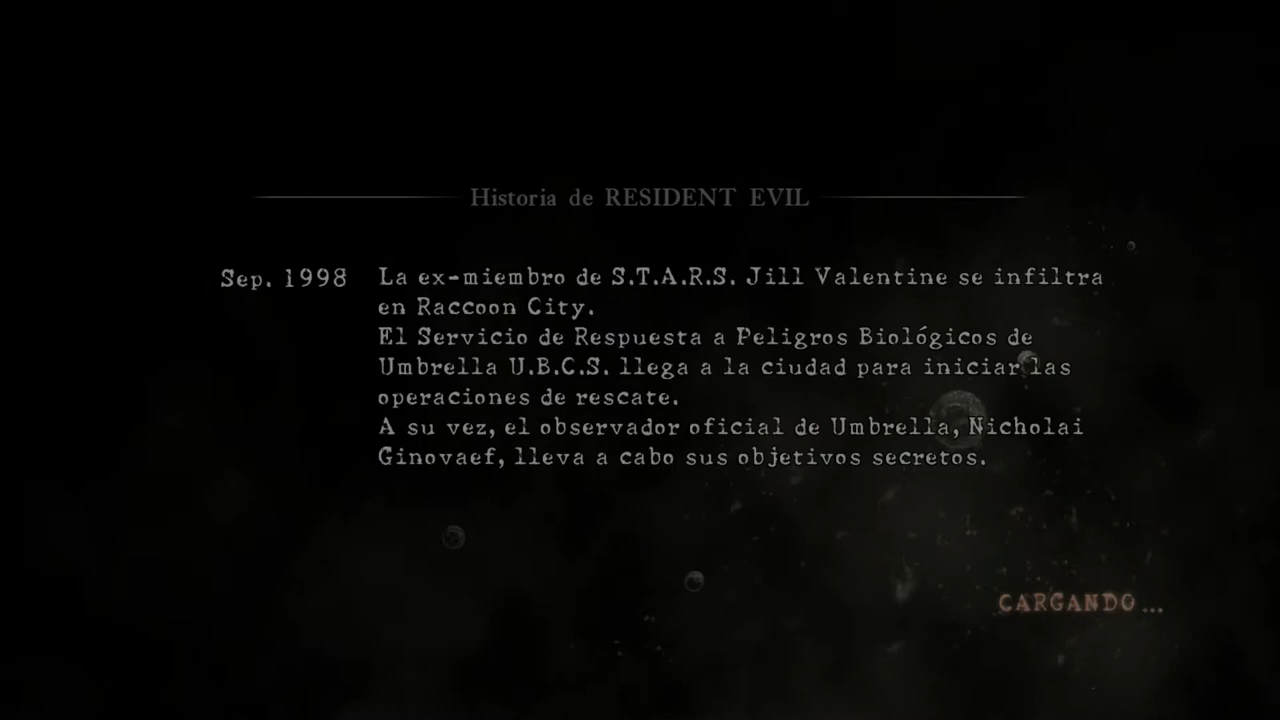 Historia de RESIDENT EVIL
Sep. 1998 La ex-miembro de S.T.A.R.S. Jill Valentine se infiltra
en Raccoon City.
El Servicio de Respuesta a Peligros Biológicos de
Umbrella U.B.C.S. llega a la ciudad para iniciar las
operaciones de rescate.
A su vez, el observador oficial de Umbrella, Nicholai
Ginovaef, lleva a cabo sus objetivos secretos.
CARGANDO...